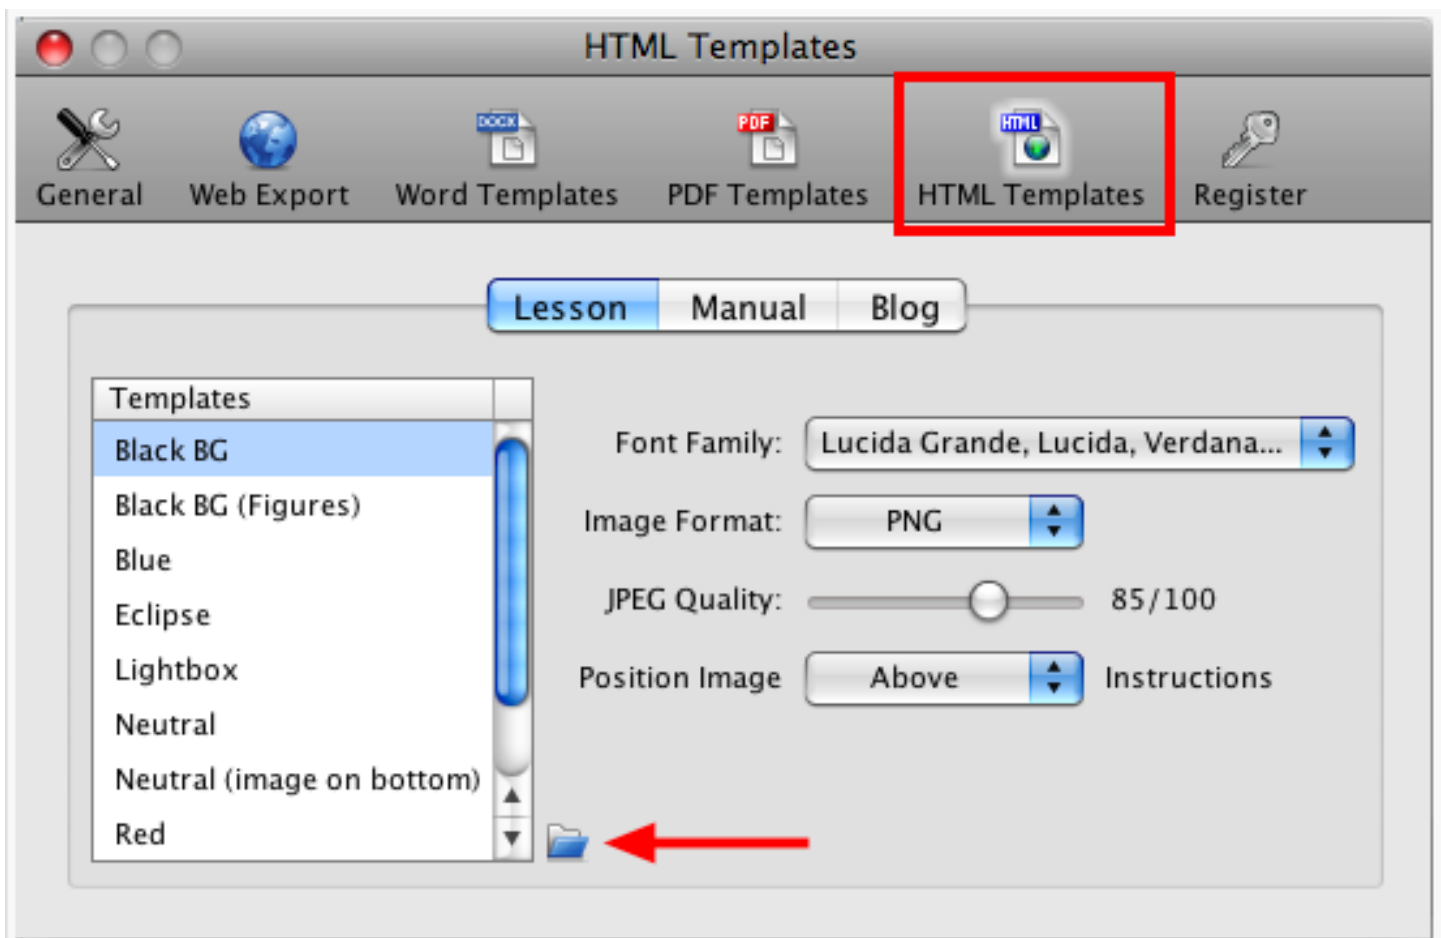 HTML Templates
DOCX PDF HTML
General Web Export Word Templates PDF Templates HTML Templates Register
Lesson Manual Blog
Templates
Black BG
Black BG (Figures)
Blue
Eclipse
Lightbox
Neutral
Neutral (image on bottom)
Red
Font Family: Lucida Grande, Lucida, Verdana...
Image Format: PNG
JPEG Quality: 85/100
Position Image Above Instructions